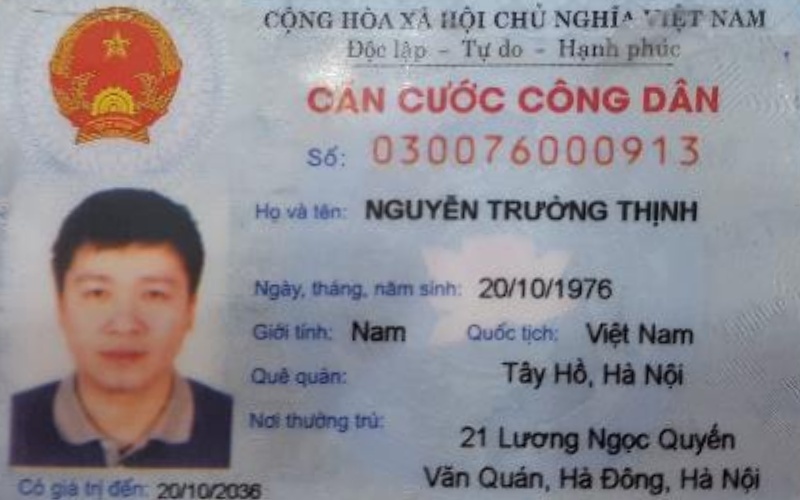 CỘNG HÒA XÃ HỘI CHỦ NGHĨA VIỆT NAM
Độc lập - Tự do - Hạnh phúc
CĂN CƯỚC CÔNG DÂN
Số: 030076000913
Họ và tên: NGUYỄN TRƯỜNG THỊNH
Ngày, tháng, năm sinh: 20/10/1976
Giới tính: Nam Quốc tịch: Việt Nam
Quê quán: Tây Hồ, Hà Nội
Nơi thường trú:
21 Lương Ngọc Quyến
Văn Quán, Hà Đông, Hà Nội
Có giá trị đến: 20/10/2036